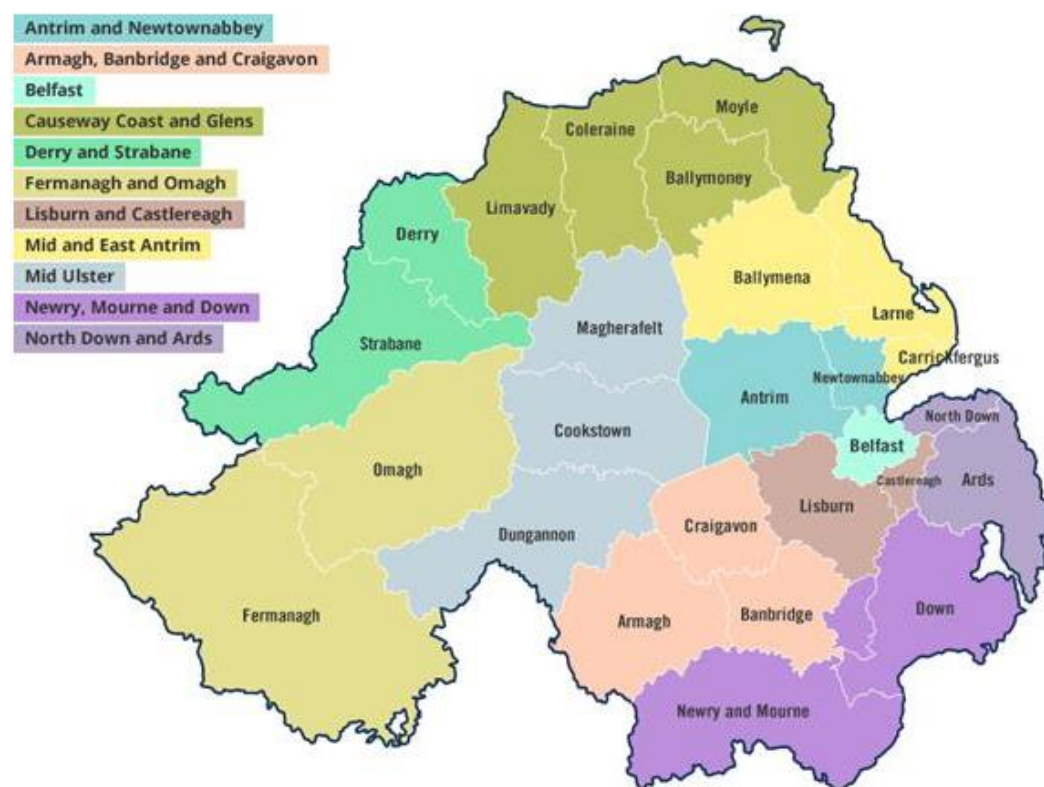 Antrim and Newtownabbey
Armagh, Banbridge and Craigavon
Belfast
Causeway Coast and Glens
Derry and Strabane
Fermanagh and Omagh
Lisburn and Castlereagh
Mid and East Antrim
Mid Ulster
Newry, Mourne and Down
North Down and Ards
Moyle
Coleraine
Ballymoney
Limavady
Derry
Ballymena
Larne
Magherafelt
Strabane
Carrickfergus
Newtownabbey
Antrim
North Down
Cookstown
Belfast
Omagh
Castlereagh
Ards
Lisburn
Craigavon
Dungannon
Down
Fermanagh
Armagh
Banbridge
Newry and Mourne